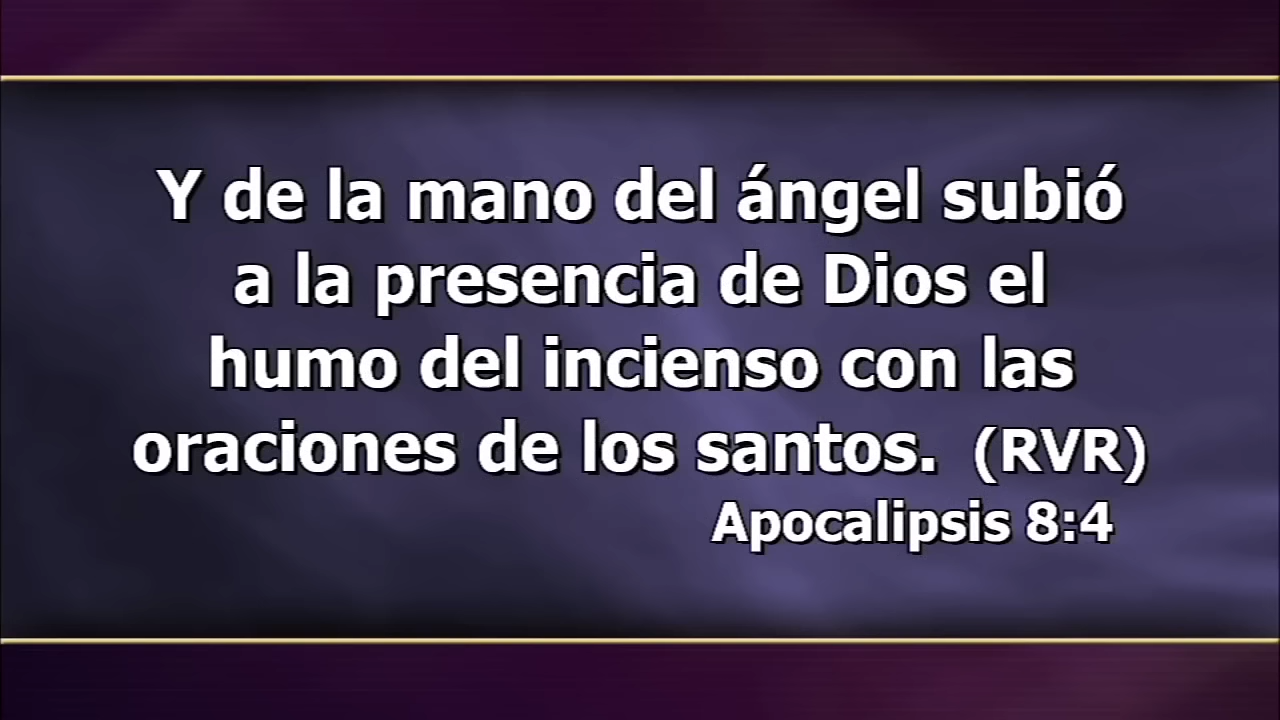 Y de la mano del ángel subió
a la presencia de Dios el
humo del incienso con las
oraciones de los santos. (RVR)
Apocalipsis 8:4